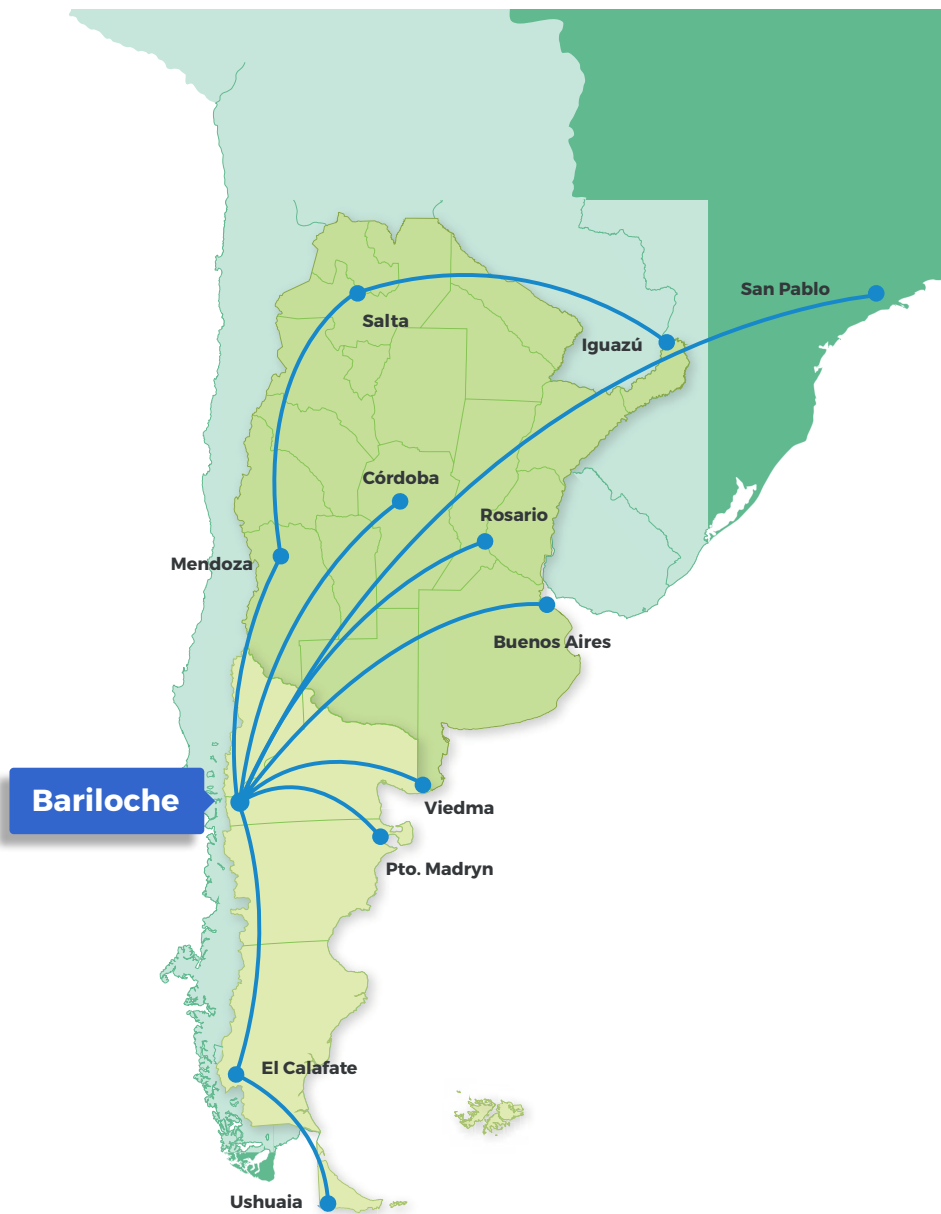 San Pablo
Salta
Iguazú
Córdoba
Rosario
Mendoza
Buenos Aires
Bariloche
Viedma
Pto. Madryn
El Calafate
Ushuaia